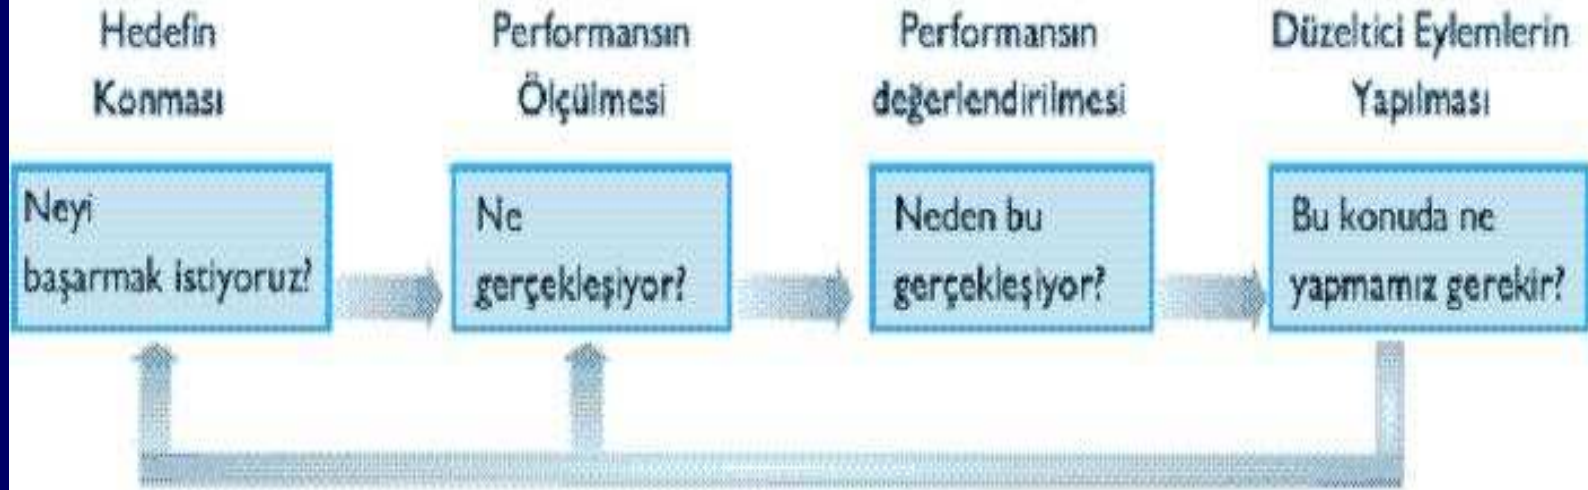 Hedefin
Konması
Performansın
Ölçülmesi
Performansın
değerlendirilmesi
Düzeltici Eylemlerin
Yapılması
Neyi
başarmak istiyoruz?
Ne
gerçekleşiyor?
Neden bu
gerçekleşiyor?
Bu konuda ne
yapmamız gerekir?